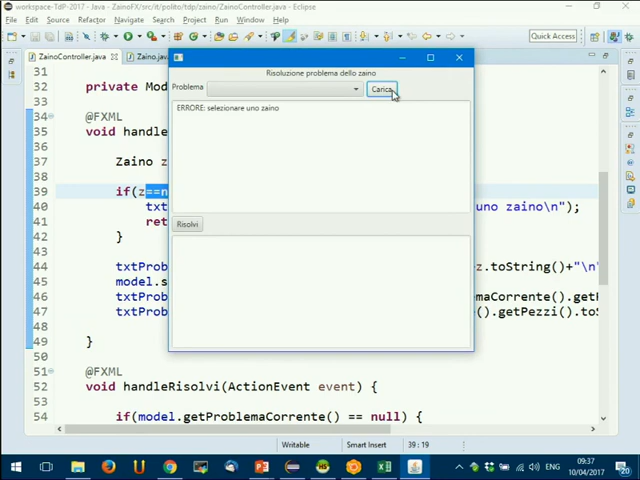 workspace-TdP-2017 - Java - ZainoFX/src/it/polito/tdp/zaino/ZainoController.java - Eclipse
File Edit Source Refactor Navigate Search Project Run Window Help
Quick Access
ZainoController.java Zaino.java
31
32 private Mod
33
34 @FXML
35 void handle
36
37 Zaino z
38
39 if(z==n
40 txt uno zaino\n");
41 ret
42 }
43
44 txtProb z.toString()+"\n"
45 model.s
46 txtProb maCorrente().get
47 txtProb ().getPezzi().toS
48
49 }
50
51 @FXML
52 void handleRisolvi(ActionEvent event) {
53
54 if(model.getProblemaCorrente() == null) {
Risoluzione problema dello zaino
Problema Carica
ERRORE: selezionare uno zaino
Risolvi
Writable Smart Insert 39 : 19
ENG 09:37
10/04/2017 20